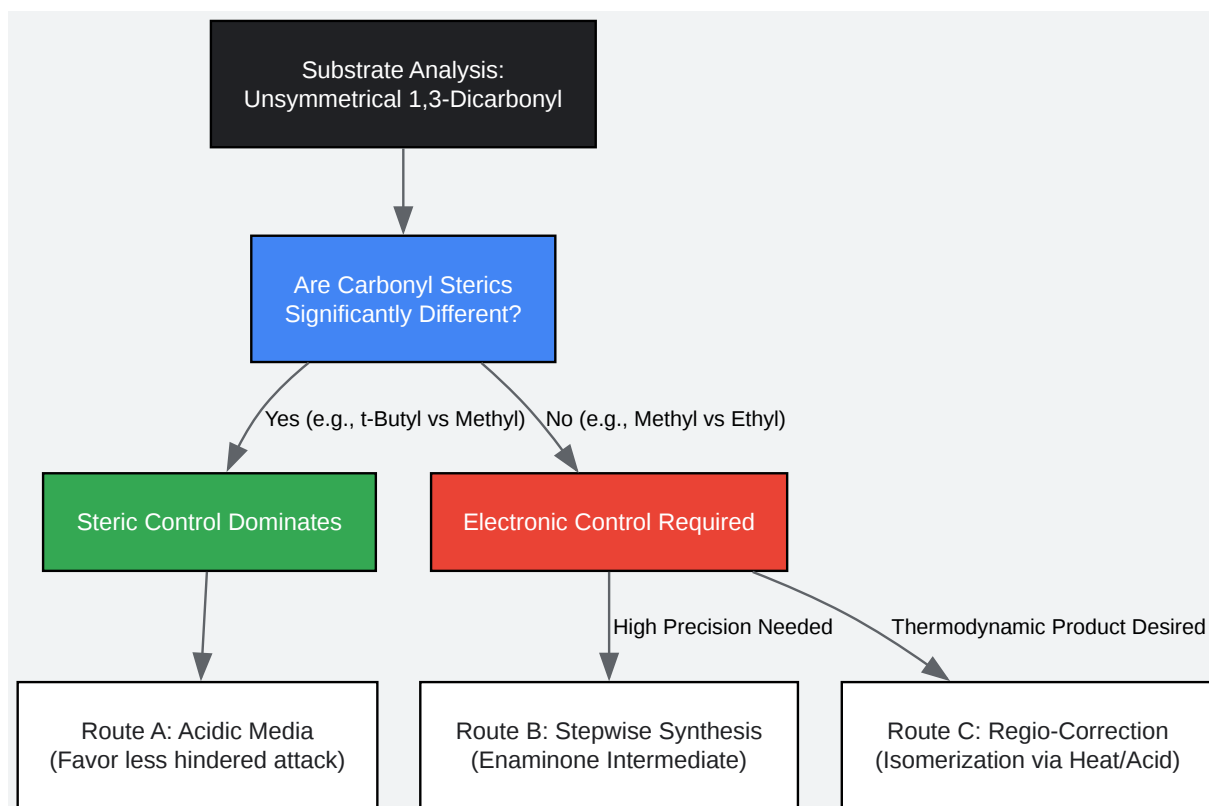 Substrate Analysis:
Unsymmetrical 1,3-Dicarbonyl
Are Carbonyl Sterics
Significantly Different?
Yes (e.g., t-Butyl vs Methyl)
No (e.g., Methyl vs Ethyl)
Steric Control Dominates
Electronic Control Required
High Precision Needed
Thermodynamic Product Desired
Route A: Acidic Media
(Favor less hindered attack)
Route B: Stepwise Synthesis
(Enaminone Intermediate)
Route C: Regio-Correction
(Isomerization via Heat/Acid)